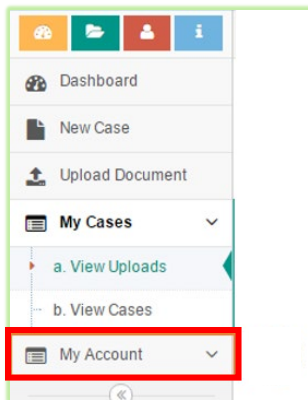 Dashboard
New Case
Upload Document
My Cases
a. View Uploads
b. View Cases
My Account